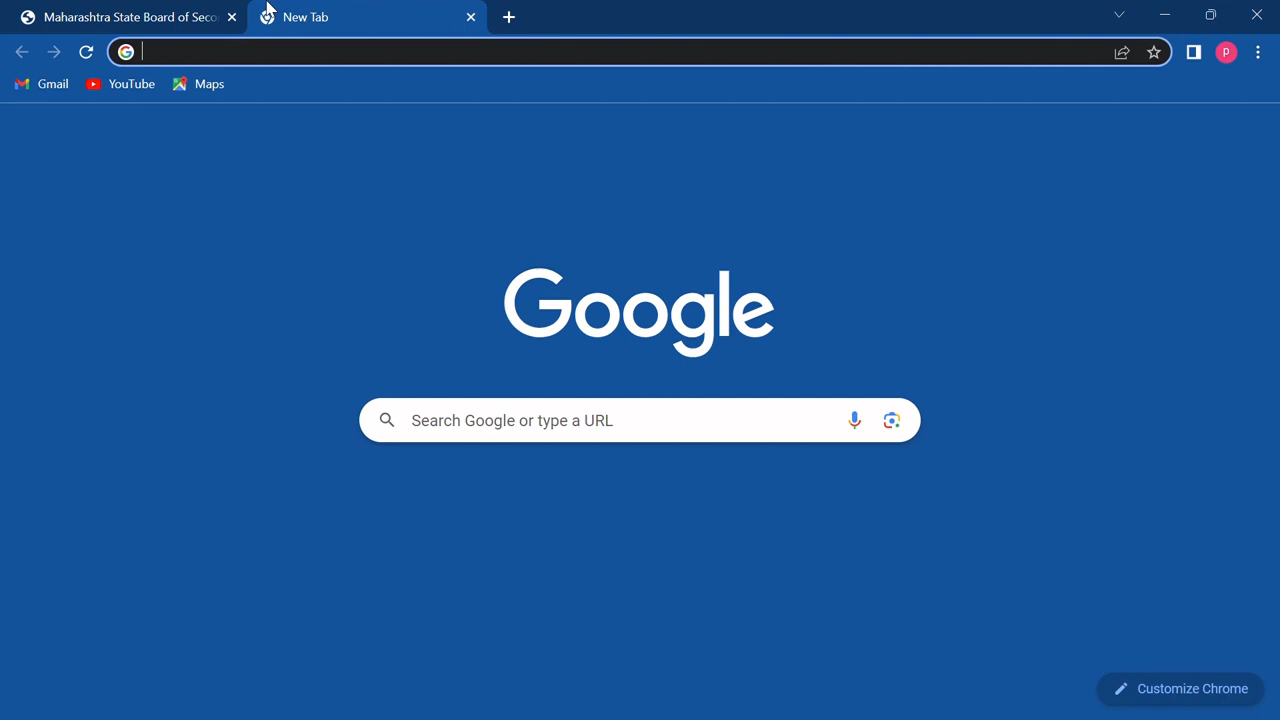 Maharashtra State Board of Seco
New Tab
Gmail
YouTube
Maps
Google
Search Google or type a URL
Customize Chrome
P